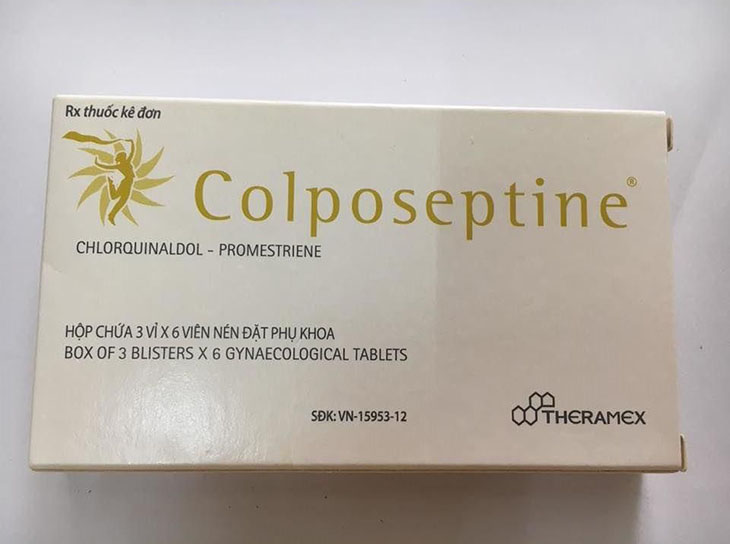 Rx thuốc kê đơn
Colposeptine®
CHLORQUINALDOL - PROMESTRIENE
HỘP CHỨA 3 VỈ X 6 VIÊN NÉN ĐẶT PHỤ KHOA
BOX OF 3 BLISTERS X 6 GYNAECOLOGICAL TABLETS
SĐK: VN-15953-12
THERAMEX